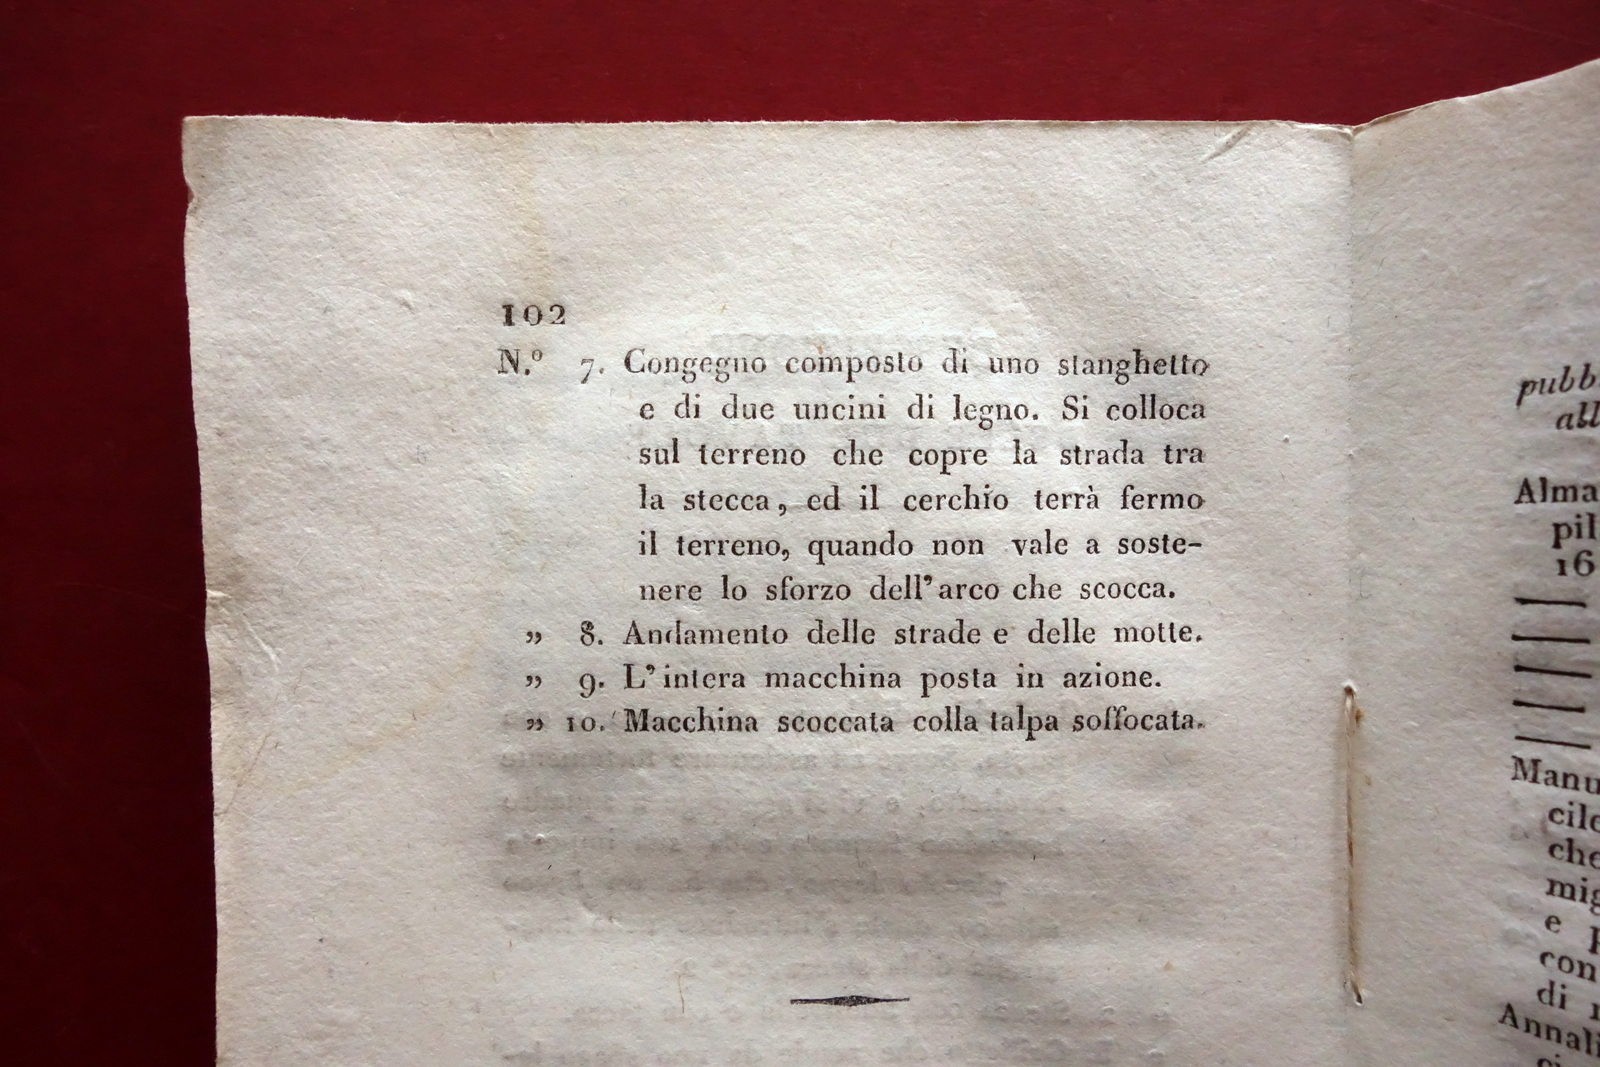 102
N.º 7. Congegno composto di uno stanghetto
e di due uncini di legno. Si colloca
sul terreno che copre la strada tra
la stecca, ed il cerchio terrà fermo
il terreno, quando non vale a soste-
nere lo sforzo dell'arco che scocca.
„ 8. Andamento delle strade e delle motte.
„ 9. L'intera macchina posta in azione.
„ 10. Macchina scoccata colla talpa soffocata.
pubb
all
Alma
pil
16
Manu
cilo
che
mig
e p
con
di
Annali